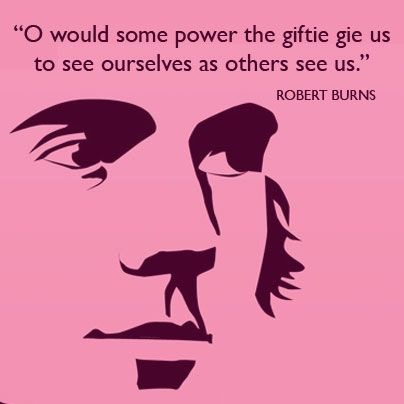 “O would some power the giftie gie us
to see ourselves as others see us.”
ROBERT BURNS